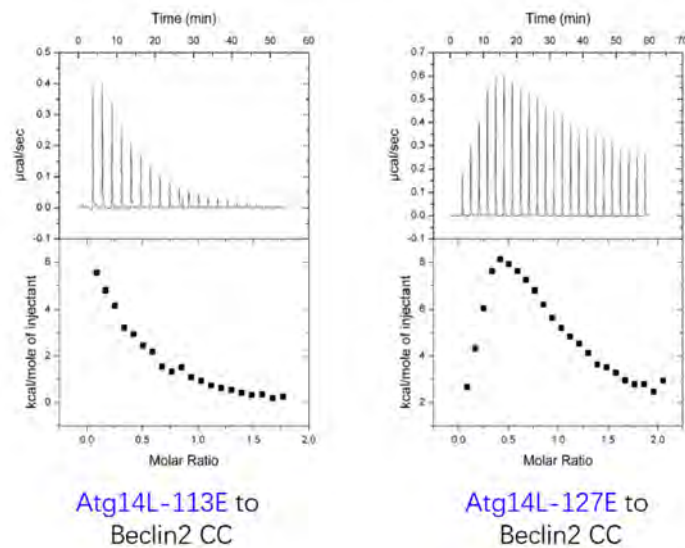 Time (min)
0 10 20 30 40 50 60
0.5
0.4
0.3
0.2
0.1
0.0
-0.1
µcal/sec
6
4
2
0
kcal/mole of injectant
0.0 0.5 1.0 1.5 2.0
Molar Ratio
Atg14L-113E to
Beclin2 CC
Time (min)
0 10 20 30 40 50 60 70
0.7
0.6
0.5
0.4
0.3
0.2
0.1
0.0
-0.1
µcal/sec
8
6
4
2
kcal/mole of injectant
0.0 0.5 1.0 1.5 2.0
Molar Ratio
Atg14L-127E to
Beclin2 CC